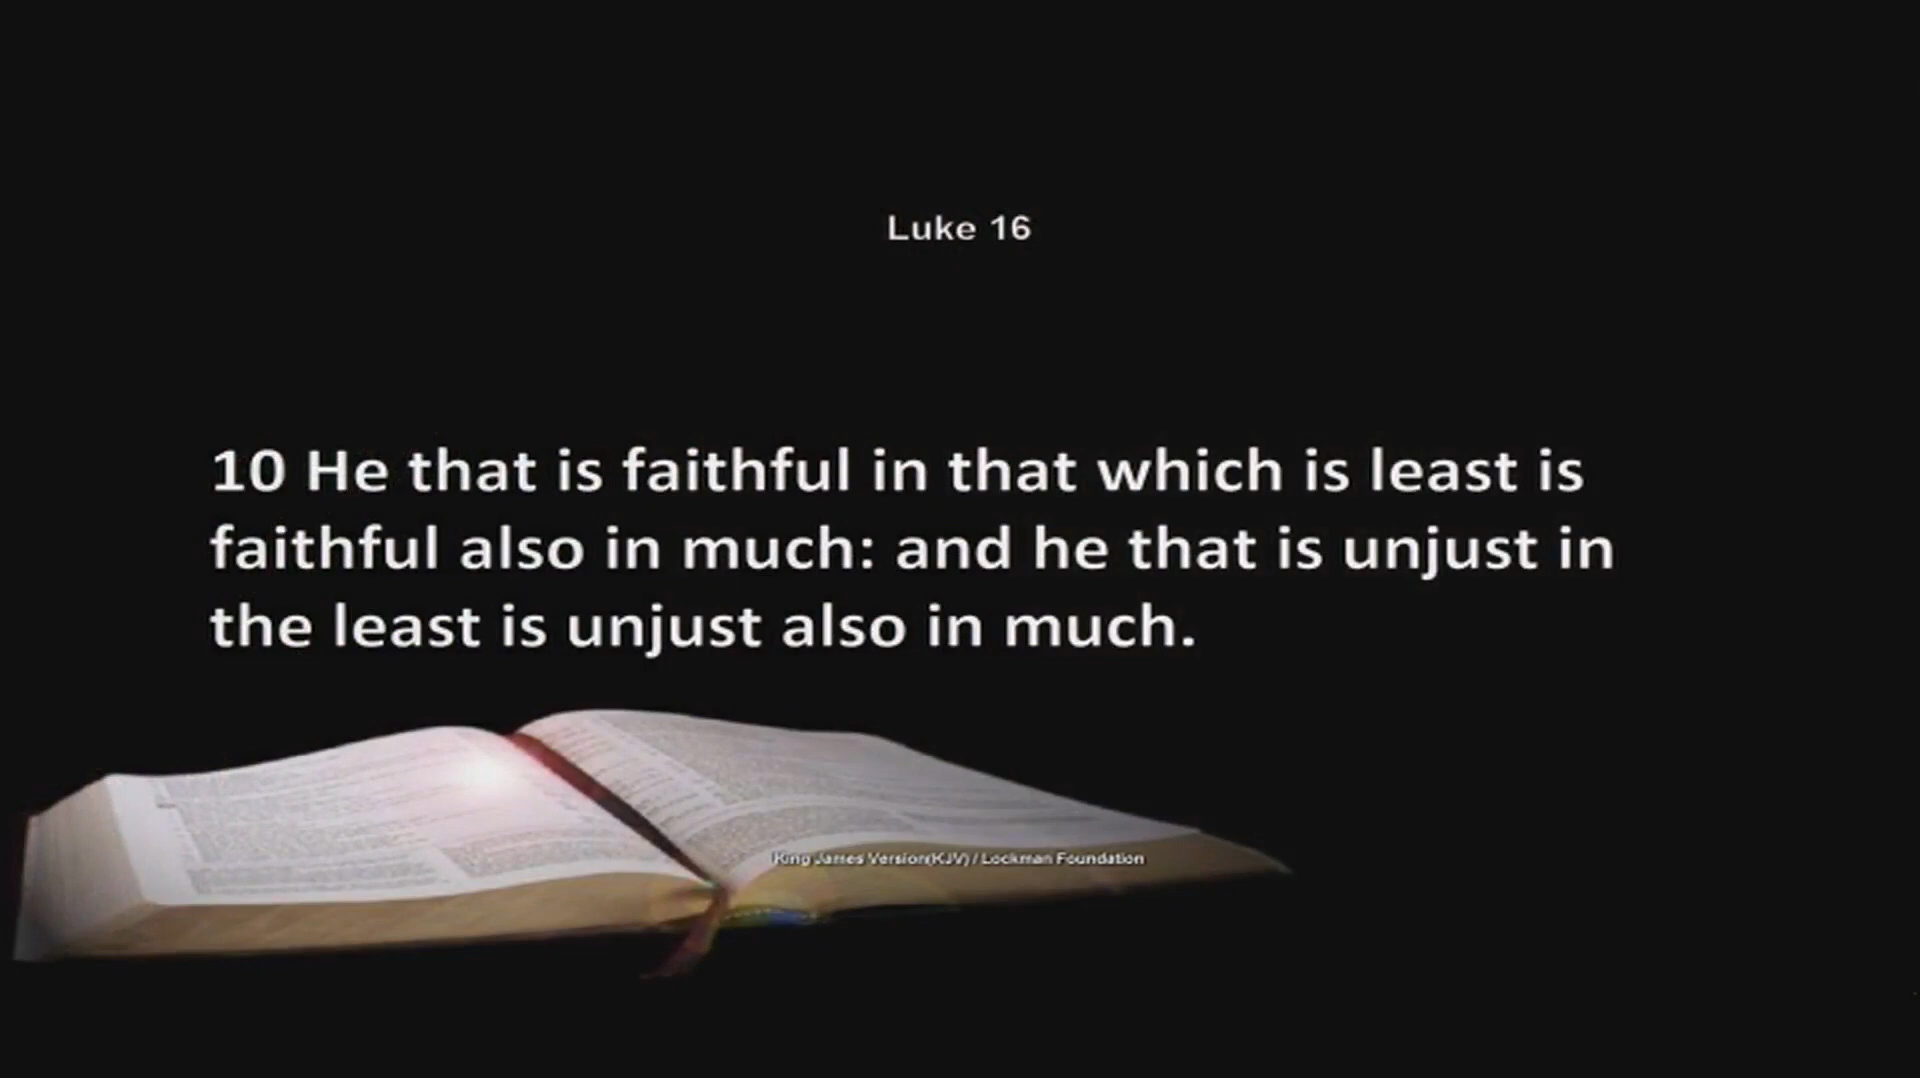 Luke 16
10 He that is faithful in that which is least is
faithful also in much: and he that is unjust in
the least is unjust also in much.
King James Version(KJV) / Lockman Foundation